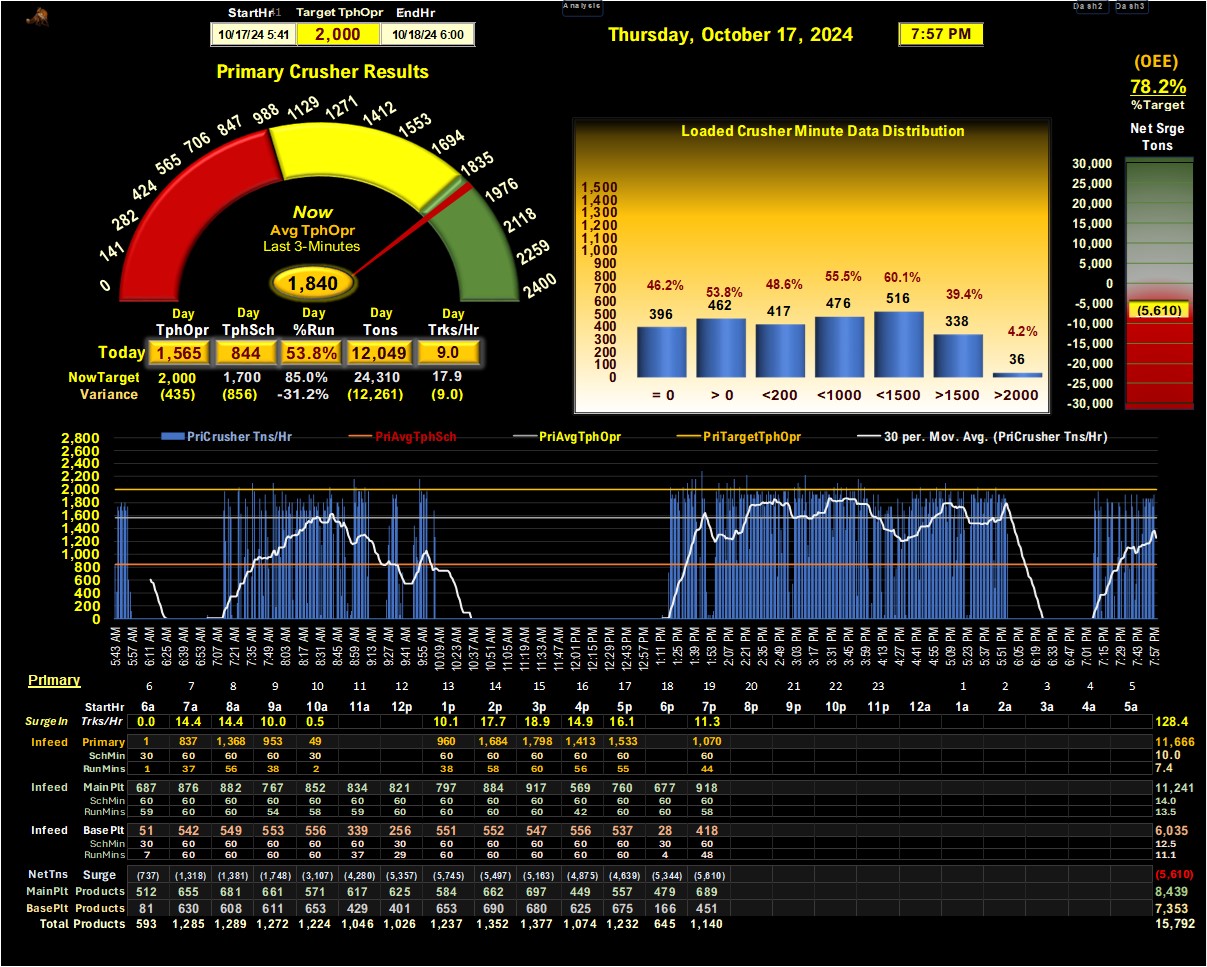 Analysis
Dash2 Dash3
StartHr 41 Target TphOpr EndHr
10/17/24 5:41 2,000 10/18/24 6:00
Thursday, October 17, 2024 7:57 PM
(OEE)
78.2%
%Target
Net Srge
Tons
Primary Crusher Results
0 141 282 424 565 706 847 988 1129 1271 1412 1553 1694 1835 1976 2118 2259 2400
Now
Avg TphOpr
Last 3-Minutes
1,840
Day Day Day Day Day
TphOpr TphSch %Run Tons Trks/Hr
Today 1,565 844 53.8% 12,049 9.0
NowTarget 2,000 1,700 85.0% 24,310 17.9
Variance (435) (856) -31.2% (12,261) (9.0)
Loaded Crusher Minute Data Distribution
1,500
1,400
1,300
1,200
1,100
1,000
900
800
700
600
500
400
300
200
100
0
46.2% 53.8% 48.6% 55.5% 60.1% 39.4% 4.2%
396 462 417 476 516 338 36
= 0 > 0 <200 <1000 <1500 >1500 >2000
30,000
25,000
20,000
15,000
10,000
5,000
0
-5,000
(5,610)
-10,000
-15,000
-20,000
-25,000
-30,000
PriCrusher Tns/Hr PriAvgTphSch PriAvgTphOpr PriTargetTphOpr 30 per. Mov. Avg. (PriCrusher Tns/Hr)
2,800
2,600
2,400
2,200
2,000
1,800
1,600
1,400
1,200
1,000
800
600
400
200
0
5:43 AM 5:57 AM 6:11 AM 6:25 AM 6:39 AM 6:53 AM 7:07 AM 7:21 AM 7:35 AM 7:49 AM 8:03 AM 8:17 AM 8:31 AM 8:45 AM 8:59 AM 9:13 AM 9:27 AM 9:41 AM 9:55 AM 10:09 AM 10:23 AM 10:37 AM 10:51 AM 11:05 AM 11:19 AM 11:33 AM 11:47 AM 12:01 PM 12:15 PM 12:29 PM 12:43 PM 12:57 PM 1:11 PM 1:25 PM 1:39 PM 1:53 PM 2:07 PM 2:21 PM 2:35 PM 2:49 PM 3:03 PM 3:17 PM 3:31 PM 3:45 PM 3:59 PM 4:13 PM 4:27 PM 4:41 PM 4:55 PM 5:09 PM 5:23 PM 5:37 PM 5:51 PM 6:05 PM 6:19 PM 6:33 PM 6:47 PM 7:01 PM 7:15 PM 7:29 PM 7:43 PM 7:57 PM
Primary 6 7 8 9 10 11 12 13 14 15 16 17 18 19 20 21 22 23 1 2 3 4 5
StartHr 6a 7a 8a 9a 10a 11a 12p 1p 2p 3p 4p 5p 6p 7p 8p 9p 10p 11p 12a 1a 2a 3a 4a 5a
SurgeIn Trks/Hr 0.0 14.4 14.4 10.0 0.5 10.1 17.7 18.9 14.9 16.1 11.3 128.4
Infeed Primary 1 837 1,368 953 49 960 1,684 1,798 1,413 1,533 1,070 11,666
SchMin 30 60 60 60 30 60 60 60 60 60 60 10.0
RunMins 1 37 56 38 2 38 58 60 56 55 44 7.4
Infeed MainPlt 687 876 882 767 852 834 821 797 884 917 569 760 677 918 11,241
SchMin 60 60 60 60 60 60 60 60 60 60 60 60 60 60 14.0
RunMins 59 60 60 54 58 59 60 60 60 60 42 60 60 58 13.5
Infeed BasePlt 51 542 549 553 556 339 256 551 552 547 556 537 28 418 6,035
SchMin 30 60 60 60 60 60 60 60 60 60 60 60 30 60 12.5
RunMins 7 60 60 60 60 37 29 60 60 60 60 60 4 48 11.1
NetTns Surge (737) (1,318) (1,381) (1,748) (3,107) (4,280) (5,357) (5,745) (5,497) (5,163) (4,875) (4,639) (5,344) (5,610) (5,610)
MainPlt Products 512 655 681 661 571 617 625 584 662 697 449 557 479 689 8,439
BasePlt Products 81 630 608 611 653 429 401 653 690 680 625 675 166 451 7,353
Total Products 593 1,285 1,289 1,272 1,224 1,046 1,026 1,237 1,352 1,377 1,074 1,232 645 1,140 15,792